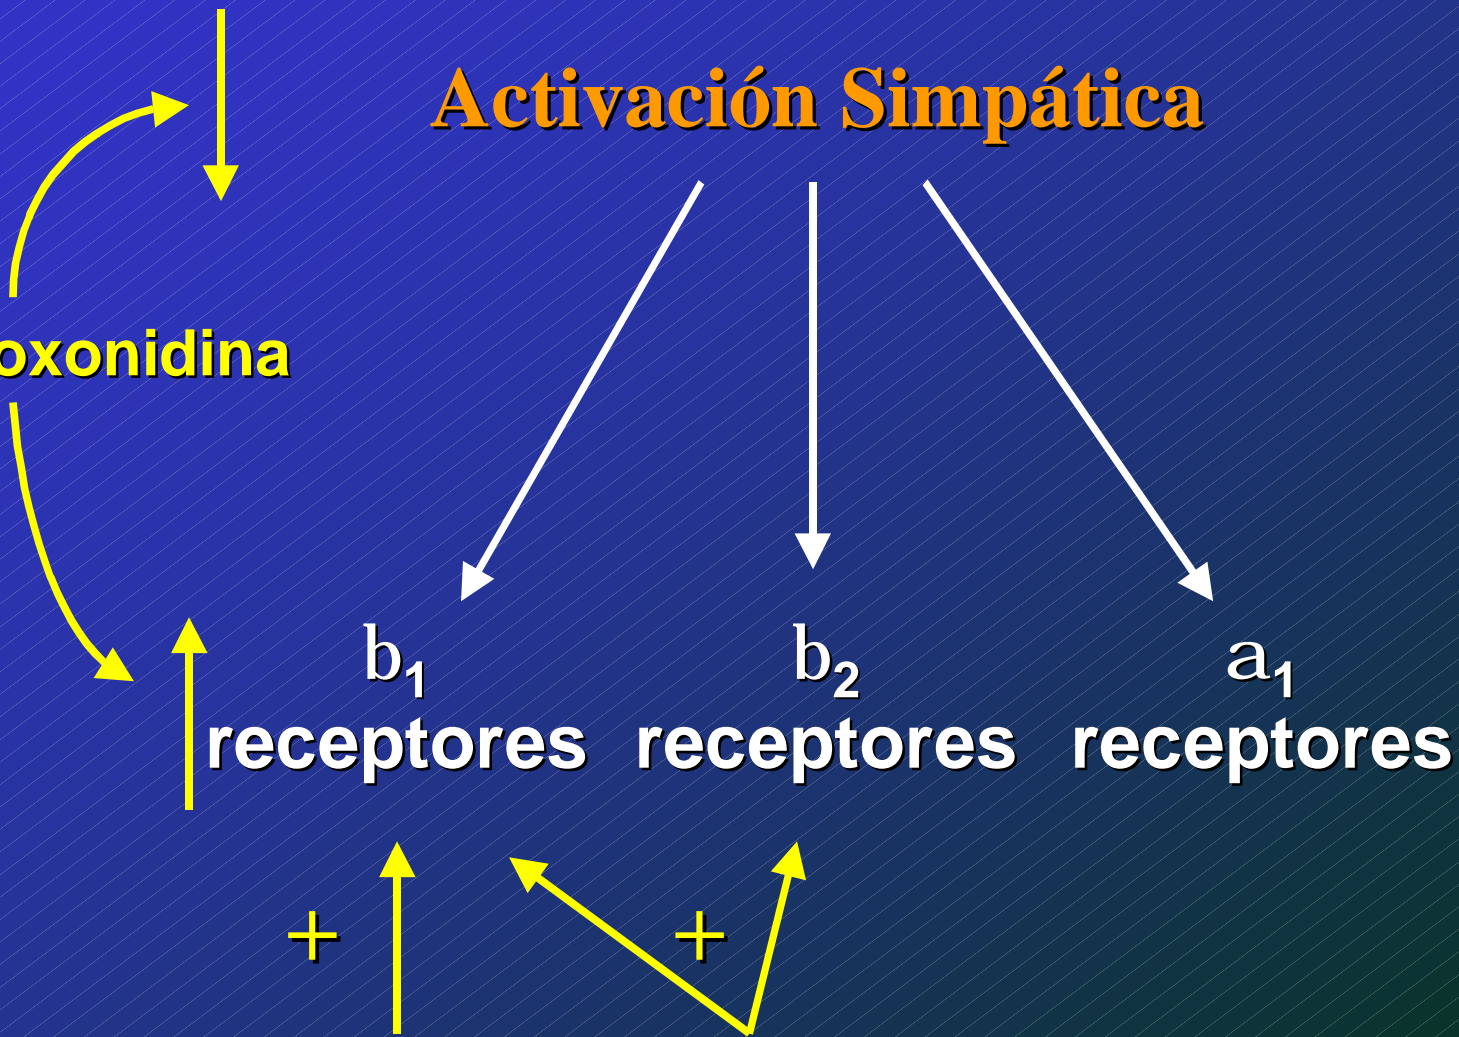 Activación Simpática
oxonidina
b1 b2 a1
receptores receptores receptores
+ +